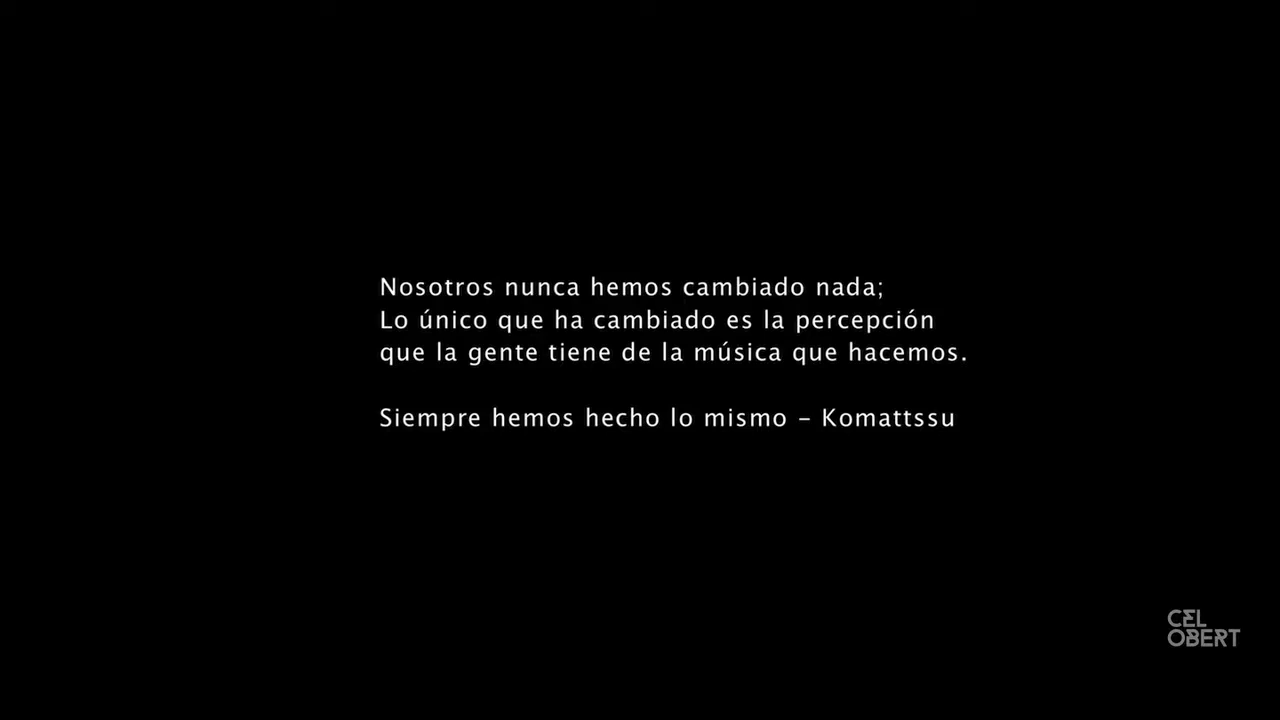 Nosotros nunca hemos cambiado nada;
Lo único que ha cambiado es la percepción
que la gente tiene de la música que hacemos.
Siempre hemos hecho lo mismo – Komattssu
CEL
OBERT